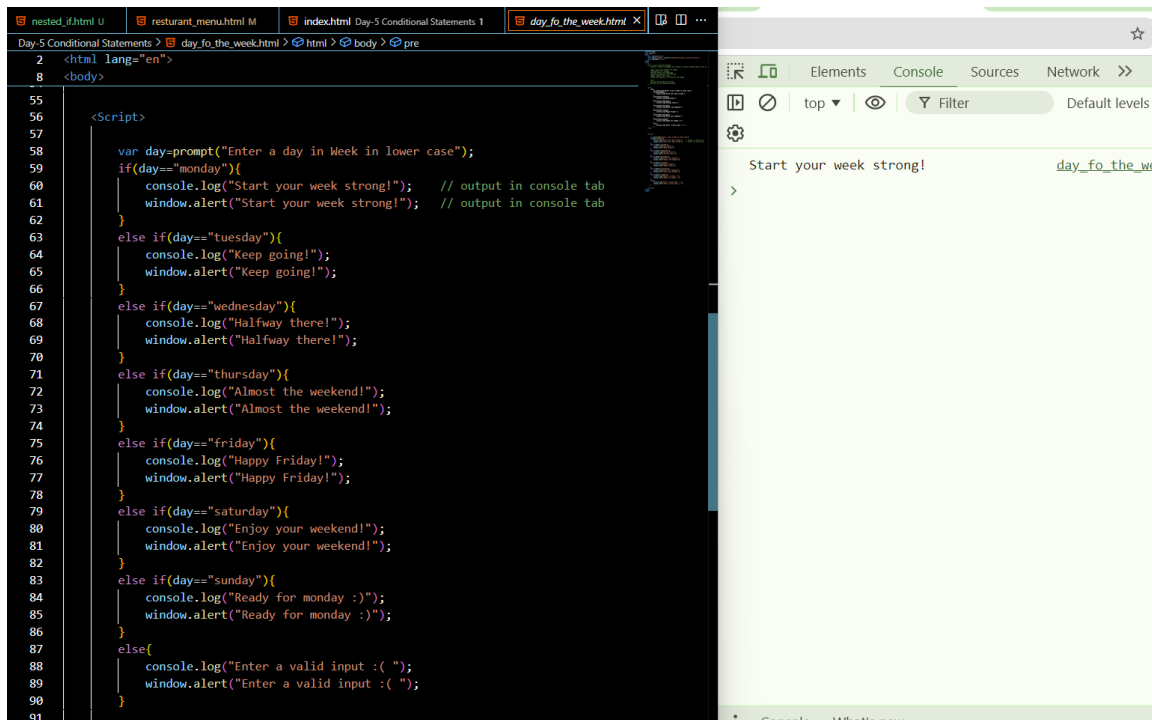 nested_if.html U
resturant_menu.html M
index.html Day-5 Conditional Statements 1
day_fo_the_week.html
Day-5 Conditional Statements > day_fo_the_week.html > html > body > pre
2 <html lang="en">
8 <body>
55
56 <Script>
57
58 var day=prompt("Enter a day in Week in lower case");
59 if(day=="monday"){
60 console.log("Start your week strong!"); // output in console tab
61 window.alert("Start your week strong!"); // output in console tab
62 }
63 else if(day=="tuesday"){
64 console.log("Keep going!");
65 window.alert("Keep going!");
66 }
67 else if(day=="wednesday"){
68 console.log("Halfway there!");
69 window.alert("Halfway there!");
70 }
71 else if(day=="thursday"){
72 console.log("Almost the weekend!");
73 window.alert("Almost the weekend!");
74 }
75 else if(day=="friday"){
76 console.log("Happy Friday!");
77 window.alert("Happy Friday!");
78 }
79 else if(day=="saturday"){
80 console.log("Enjoy your weekend!");
81 window.alert("Enjoy your weekend!");
82 }
83 else if(day=="sunday"){
84 console.log("Ready for monday :)");
85 window.alert("Ready for monday :)");
86 }
87 else{
88 console.log("Enter a valid input :( ");
89 window.alert("Enter a valid input :( ");
90 }
91
Elements Console Sources Network
top Filter Default levels
Start your week strong! day_fo_the_we